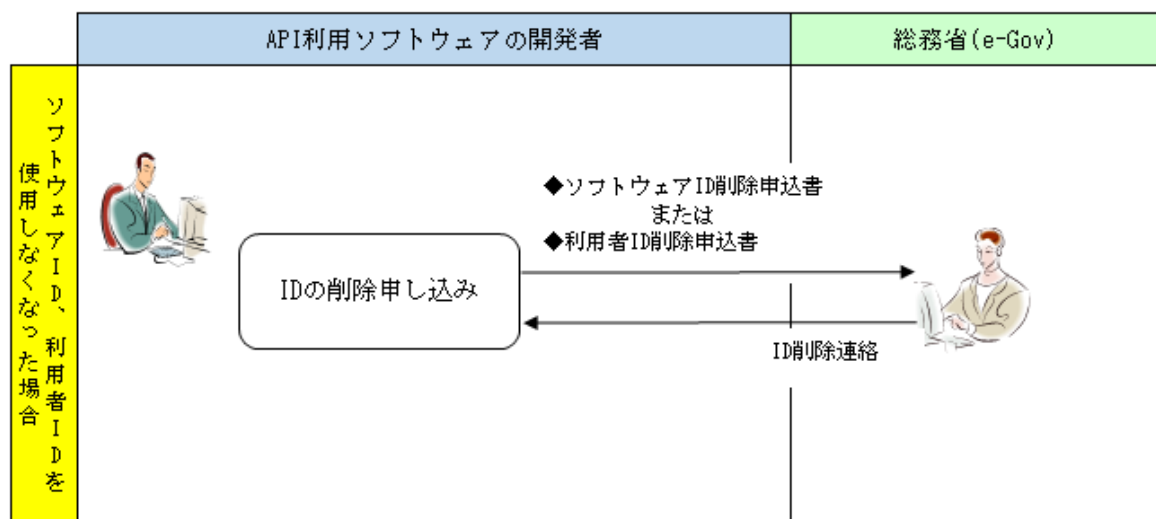 API利用ソフトウェアの開発者
総務省(e-Gov)
ソフトウェアID、利用者IDを
使用しなくなった場合
◆ソフトウェアID削除申込書
または
◆利用者ID削除申込書
IDの削除申し込み
ID削除連絡